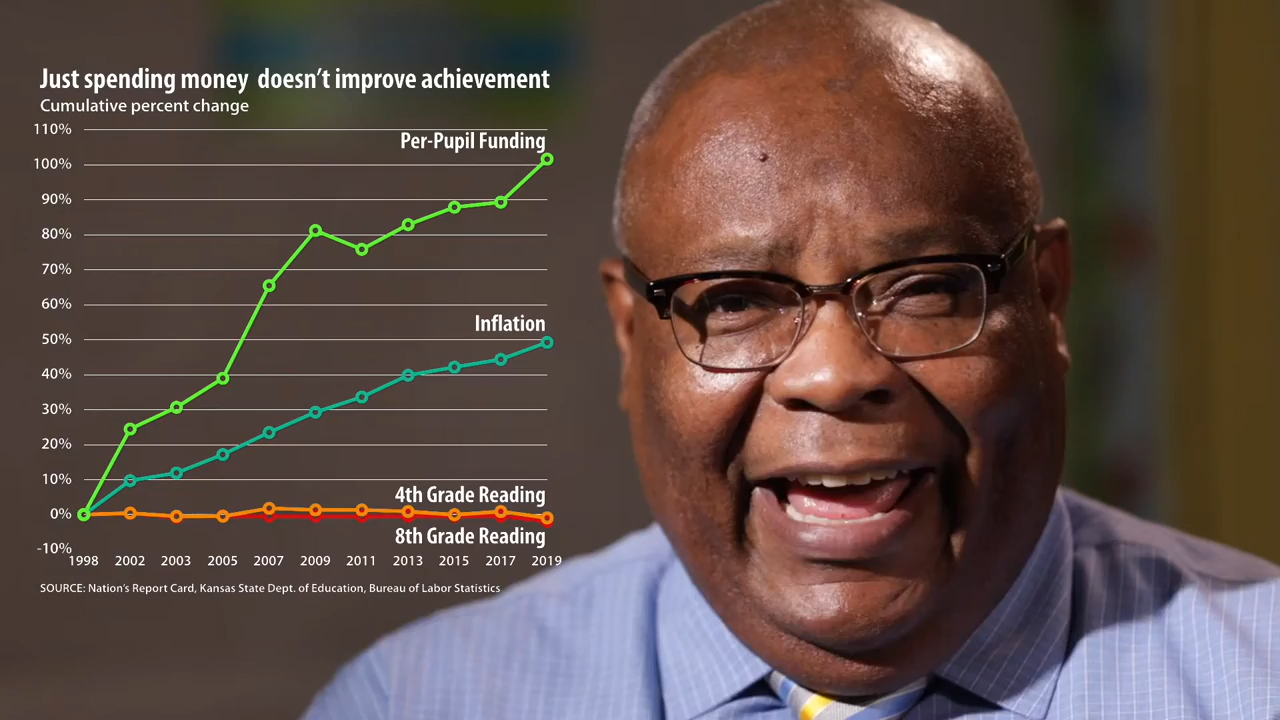 Just spending money doesn't improve achievement
Cumulative percent change
110%
Per-Pupil Funding
100%
90%
80%
70%
60%
Inflation
50%
40%
30%
20%
10%
4th Grade Reading
0%
8th Grade Reading
-10%
1998 2002 2003 2005 2007 2009 2011 2013 2015 2017 2019
SOURCE: Nation's Report Card, Kansas State Dept. of Education, Bureau of Labor Statistics